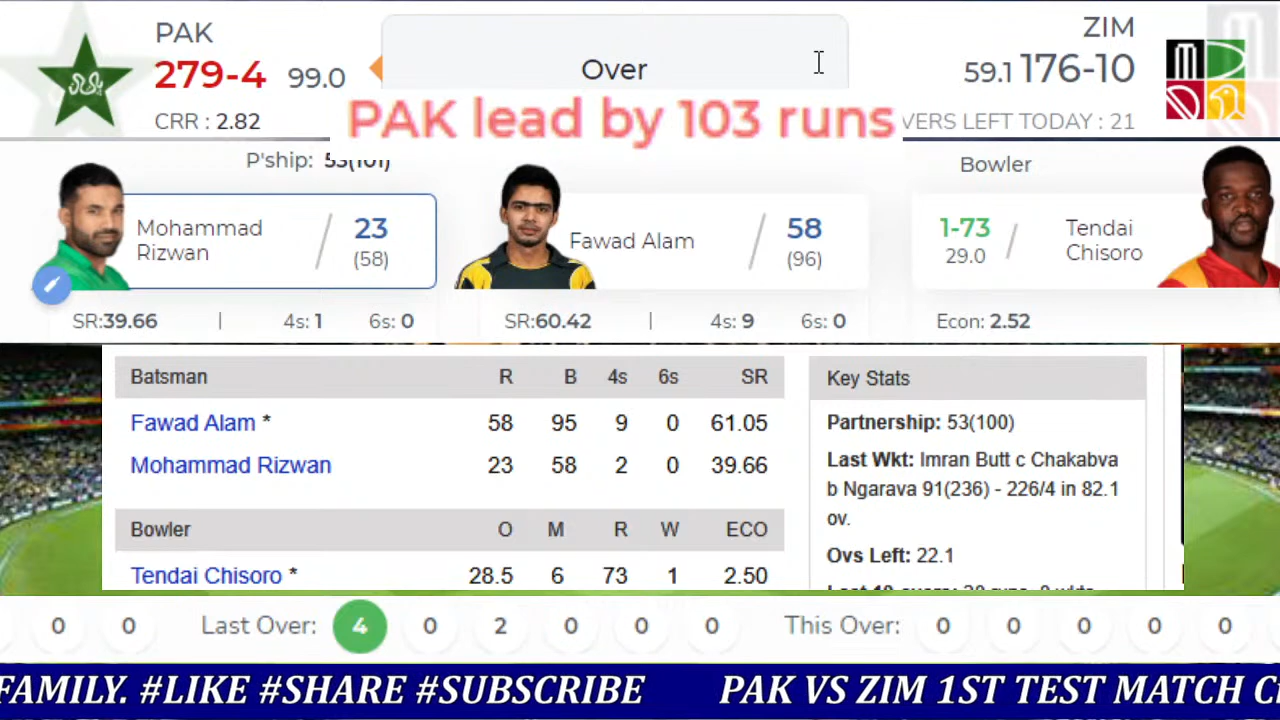 PAK
279-4 99.0
CRR : 2.82
Over
PAK lead by 103 runs
ZIM
59.1 176-10
VERS LEFT TODAY : 21
P'ship: 53(101)
Mohammad
Rizwan
23
(58)
SR:39.66 | 4s: 1 6s: 0
Fawad Alam
58
(96)
SR:60.42 | 4s: 9 6s: 0
Bowler
1-73
29.0
Tendai
Chisoro
Econ: 2.52
Batsman R B 4s 6s SR
Fawad Alam * 58 95 9 0 61.05
Mohammad Rizwan 23 58 2 0 39.66
Bowler O M R W ECO
Tendai Chisoro * 28.5 6 73 1 2.50
Key Stats
Partnership: 53(100)
Last Wkt: Imran Butt c Chakabva
b Ngarava 91(236) - 226/4 in 82.1
ov.
Ovs Left: 22.1
0 0 Last Over: 4 0 2 0 0 0 This Over: 0 0 0 0 0
FAMILY. #LIKE #SHARE #SUBSCRIBE PAK VS ZIM 1ST TEST MATCH C